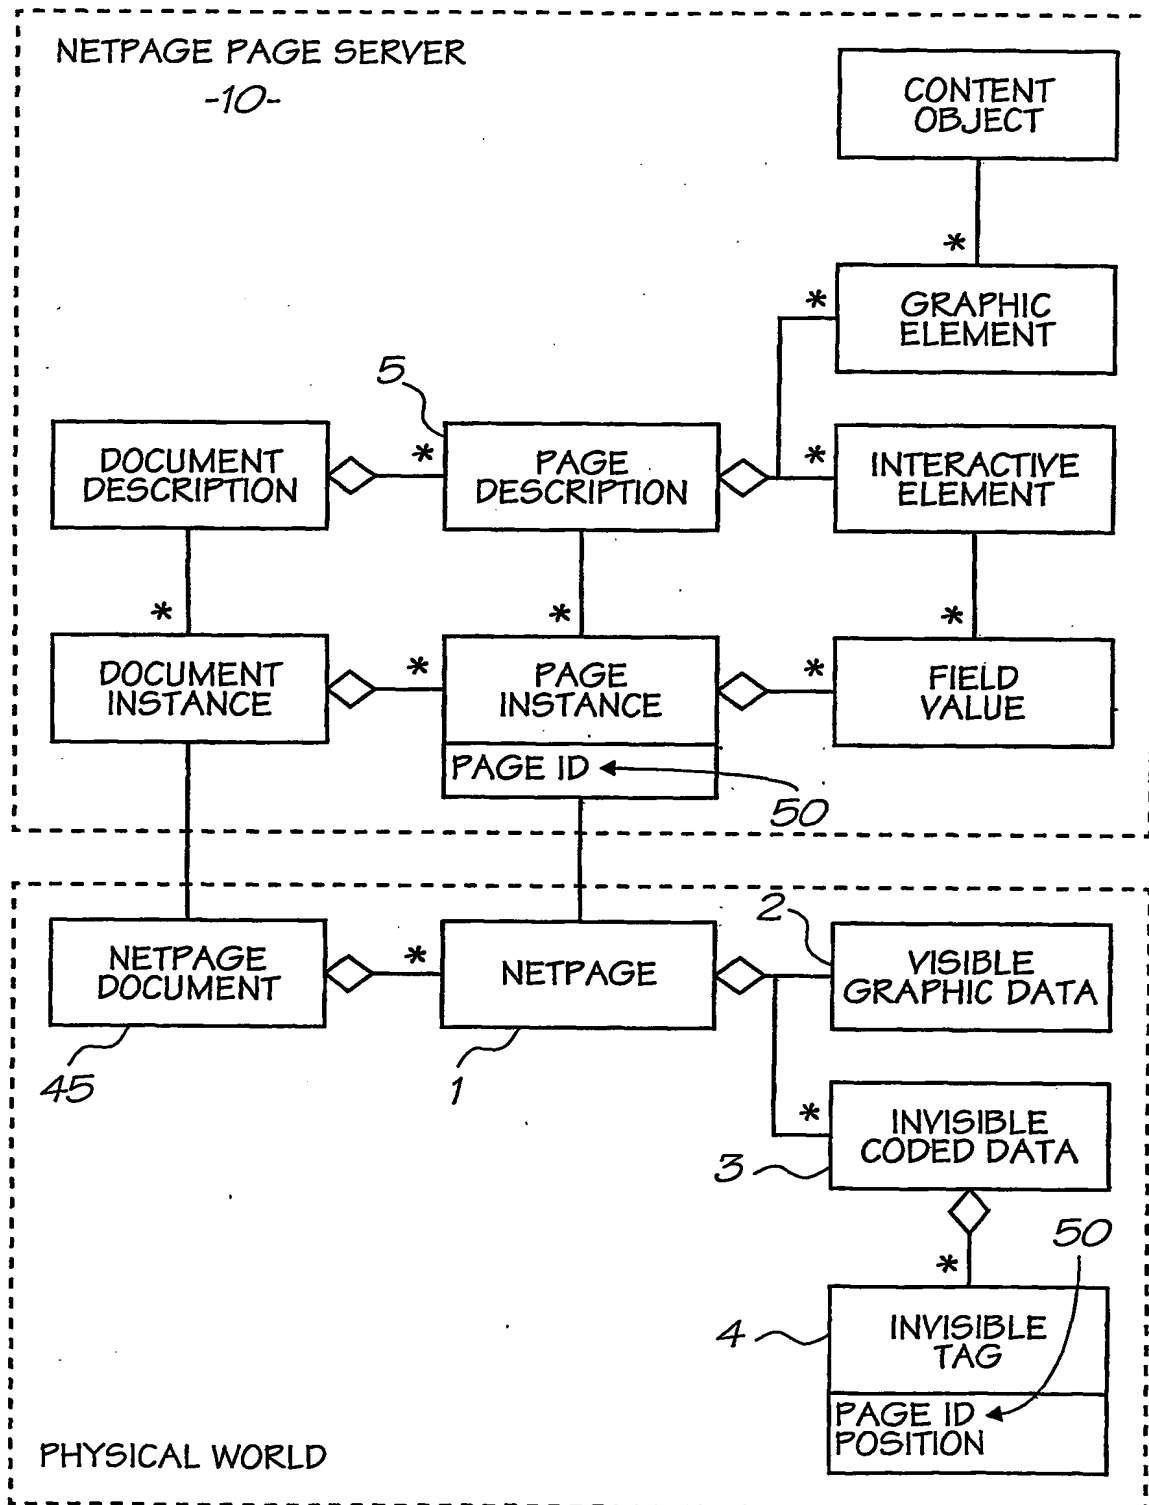 NETPAGE PAGE SERVER
-10-
CONTENT
OBJECT
*
*
GRAPHIC
ELEMENT
5
DOCUMENT
DESCRIPTION
*
PAGE
DESCRIPTION
*
INTERACTIVE
ELEMENT
*
*
*
DOCUMENT
INSTANCE
*
PAGE
INSTANCE
*
FIELD
VALUE
PAGE ID
50
2
NETPAGE
DOCUMENT
*
NETPAGE
VISIBLE
GRAPHIC DATA
45
1
*
INVISIBLE
CODED DATA
3
50
*
4
INVISIBLE
TAG
PAGE ID
POSITION
PHYSICAL WORLD